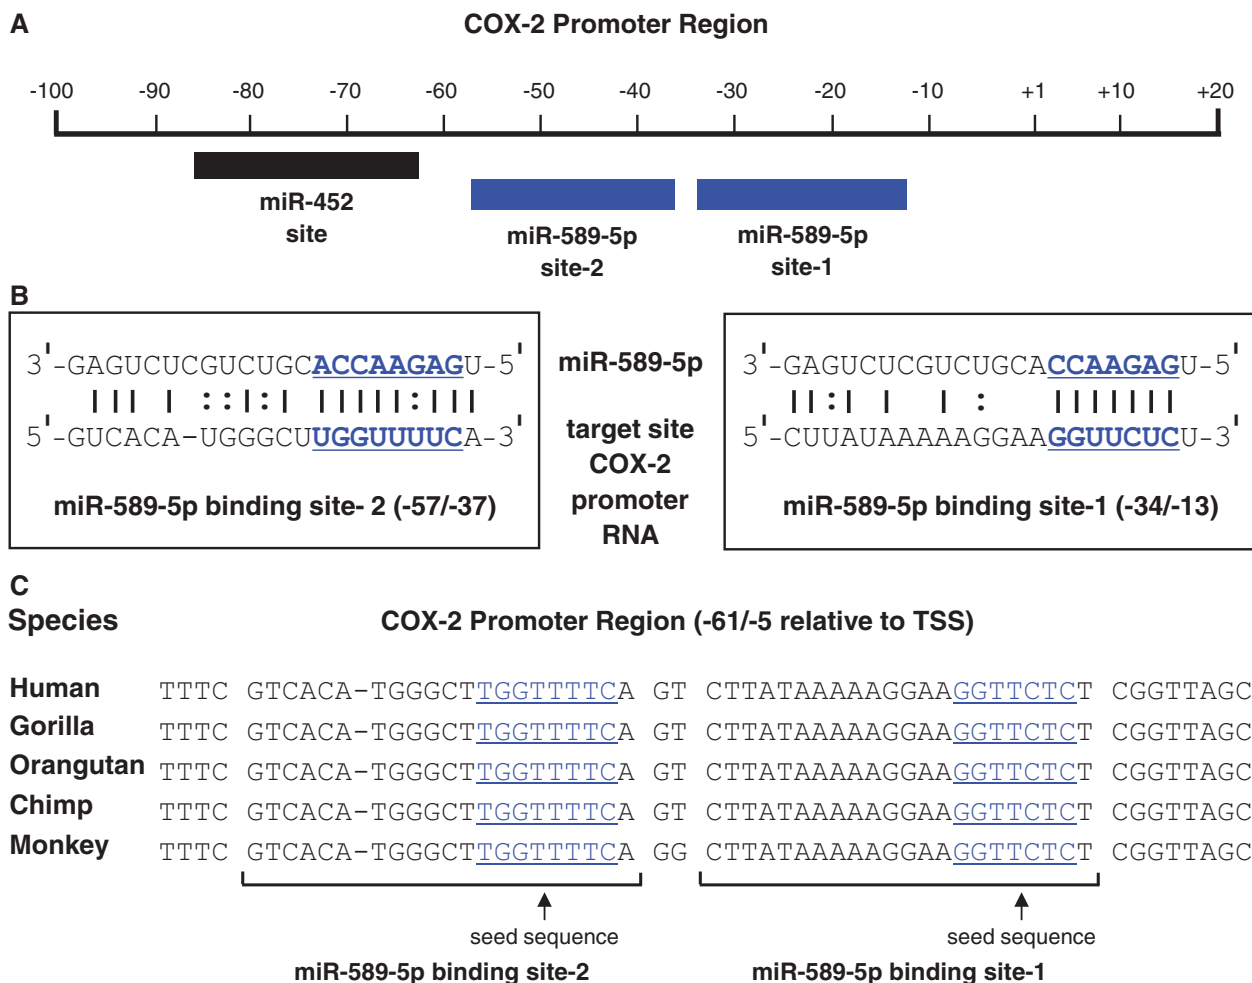 A
COX-2 Promoter Region
-100 -90 -80 -70 -60 -50 -40 -30 -20 -10 +1 +10 +20
miR-452
site
miR-589-5p
site-2
miR-589-5p
site-1
B
3'-GAGUCUCGUCUGCACCAAGAGU-5'
5'-GUCACA-UGGGCUUGGUUUUCA-3'
miR-589-5p binding site- 2 (-57/-37)
miR-589-5p
target site
COX-2
promoter
RNA
3'-GAGUCUCGUCUGCACCAAGAGU-5'
5'-CUUAUAAAAAGGAAGGUUCUCU-3'
miR-589-5p binding site-1 (-34/-13)
C
Species COX-2 Promoter Region (-61/-5 relative to TSS)
Human TTTC GTCACA-TGGGCTTGGTTTTCA GT CTTATAAAAAGGAAGGTTCTCT CGGTTAGC
Gorilla TTTC GTCACA-TGGGCTTGGTTTTCA GT CTTATAAAAAGGAAGGTTCTCT CGGTTAGC
Orangutan TTTC GTCACA-TGGGCTTGGTTTTCA GT CTTATAAAAAGGAAGGTTCTCT CGGTTAGC
Chimp TTTC GTCACA-TGGGCTTGGTTTTCA GT CTTATAAAAAGGAAGGTTCTCT CGGTTAGC
Monkey TTTC GTCACA-TGGGCTTGGTTTTCA GG CTTATAAAAAGGAAGGTTCTCT CGGTTAGC
seed sequence seed sequence
miR-589-5p binding site-2 miR-589-5p binding site-1